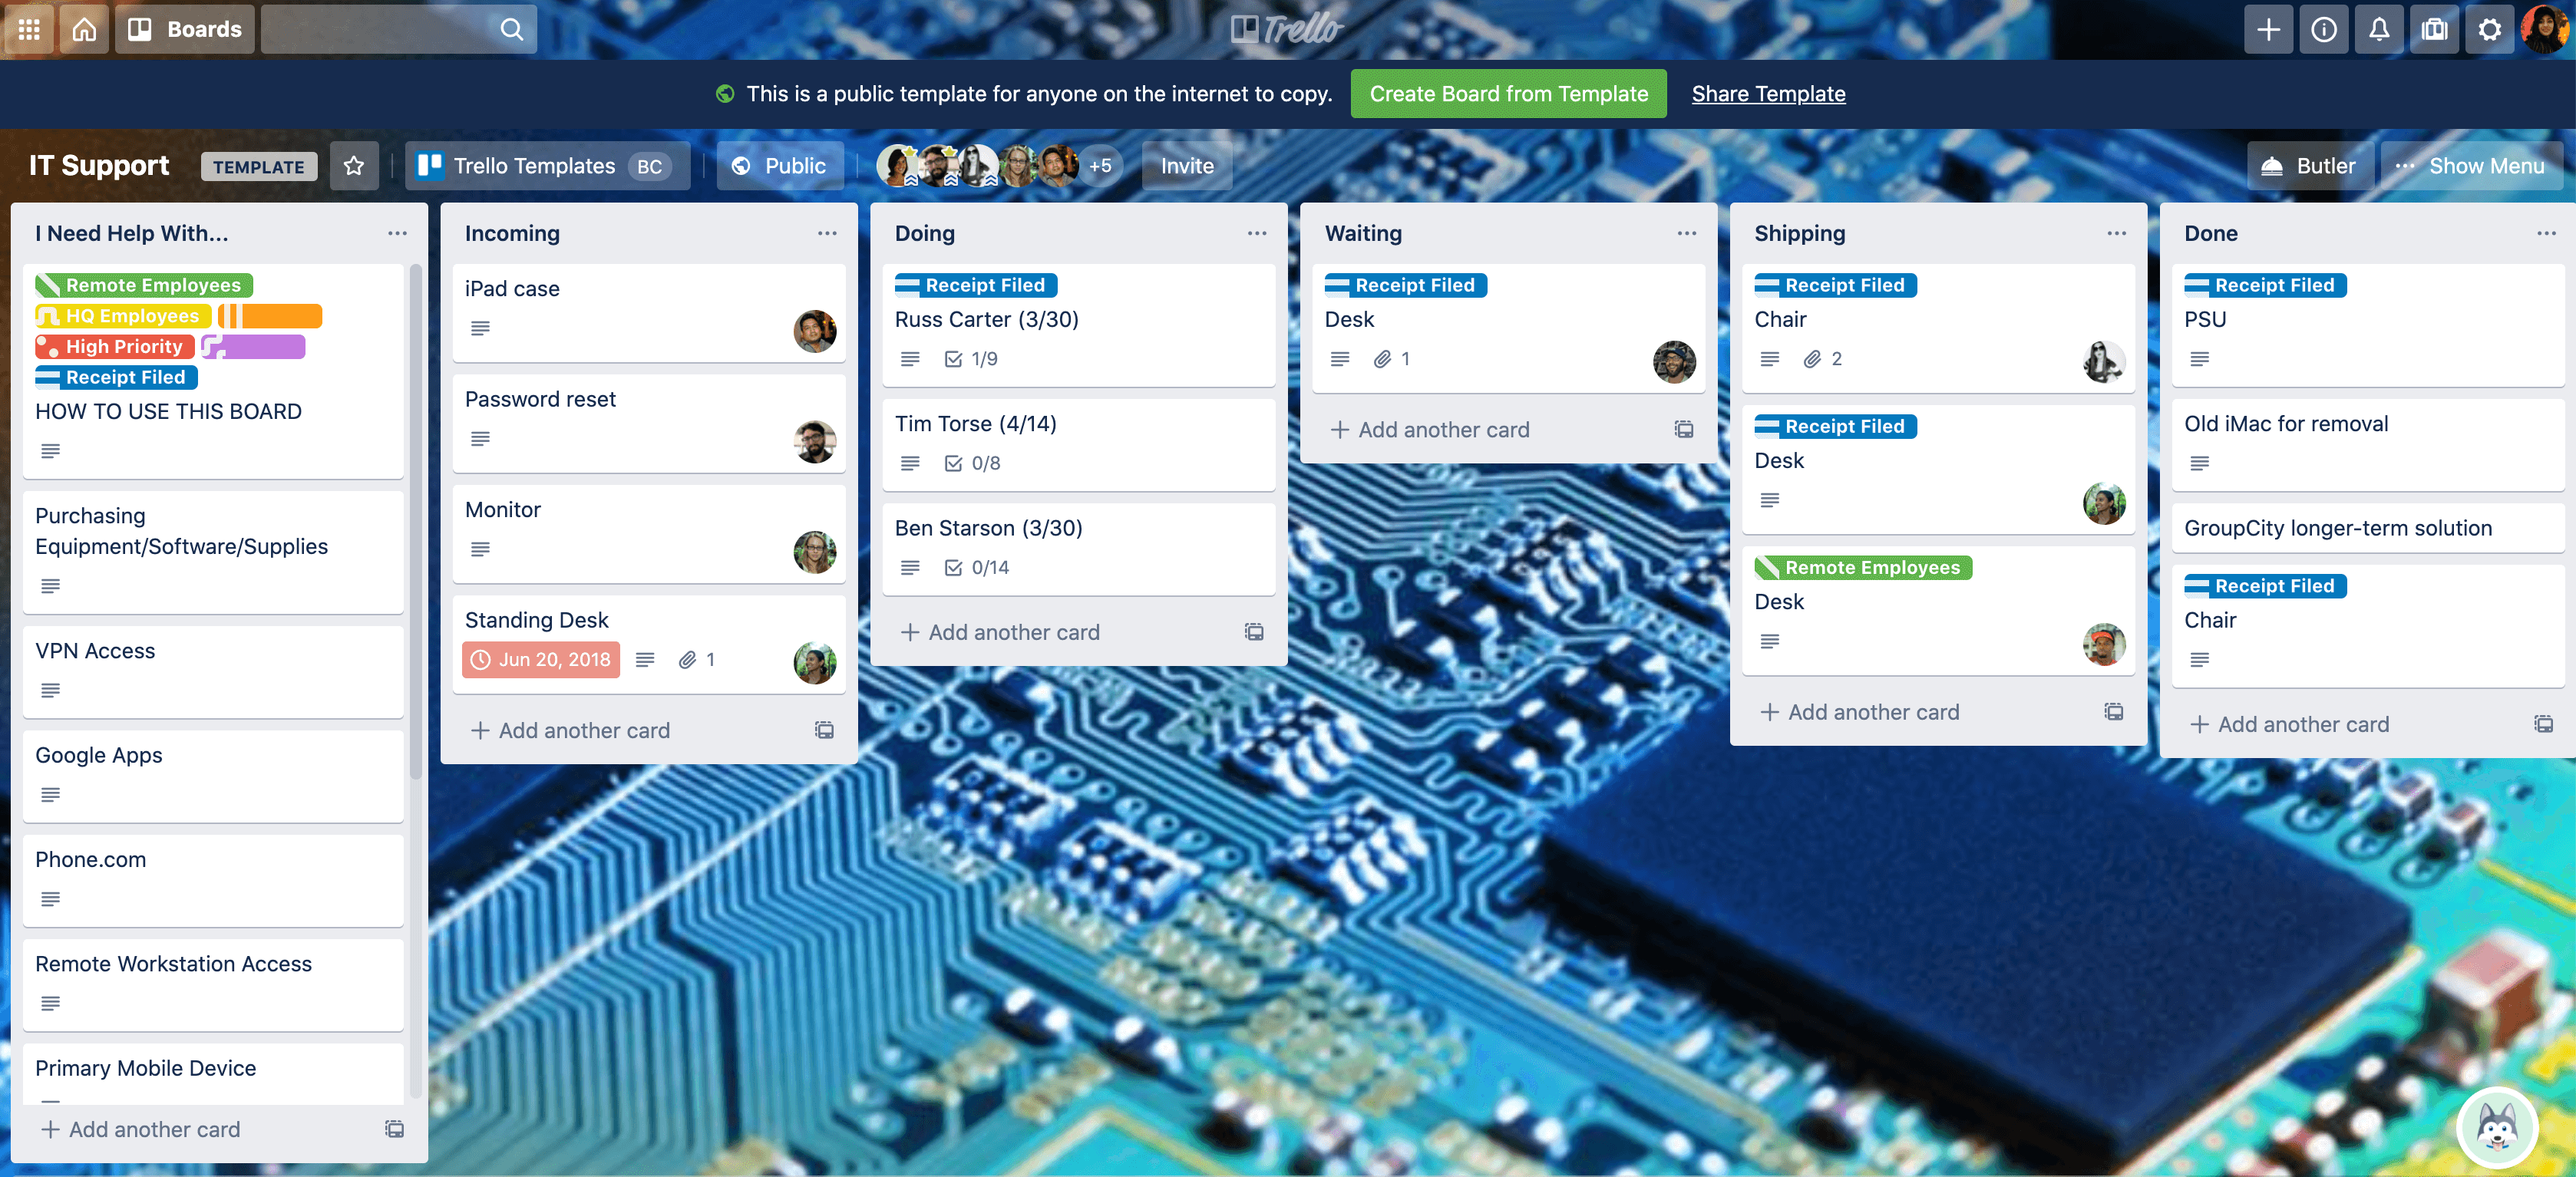 Boards
Trello
This is a public template for anyone on the internet to copy.
Create Board from Template
Share Template
IT Support
TEMPLATE
Trello Templates BC
Public
+5
Invite
Butler
Show Menu
I Need Help With...
Remote Employees
HQ Employees
High Priority
Receipt Filed
HOW TO USE THIS BOARD
Purchasing
Equipment/Software/Supplies
VPN Access
Google Apps
Phone.com
Remote Workstation Access
Primary Mobile Device
Add another card
Incoming
iPad case
Password reset
Monitor
Standing Desk
Jun 20, 2018
1
Add another card
Doing
Receipt Filed
Russ Carter (3/30)
1/9
Tim Torse (4/14)
0/8
Ben Starson (3/30)
0/14
Add another card
Waiting
Receipt Filed
Desk
1
Add another card
Shipping
Receipt Filed
Chair
2
Receipt Filed
Desk
Remote Employees
Desk
Add another card
Done
Receipt Filed
PSU
Old iMac for removal
GroupCity longer-term solution
Receipt Filed
Chair
Add another card